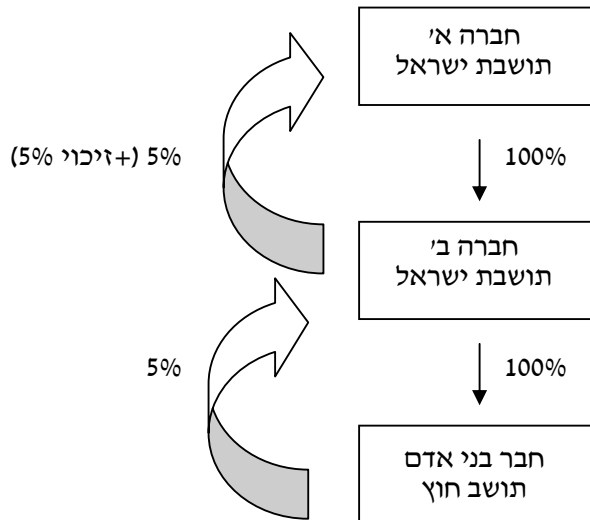 חברה א'
תושבת ישראל
100%
5% (+זיכוי 5%)
חברה ב'
תושבת ישראל
100%
5%
חבר בני אדם
תושב חוץ